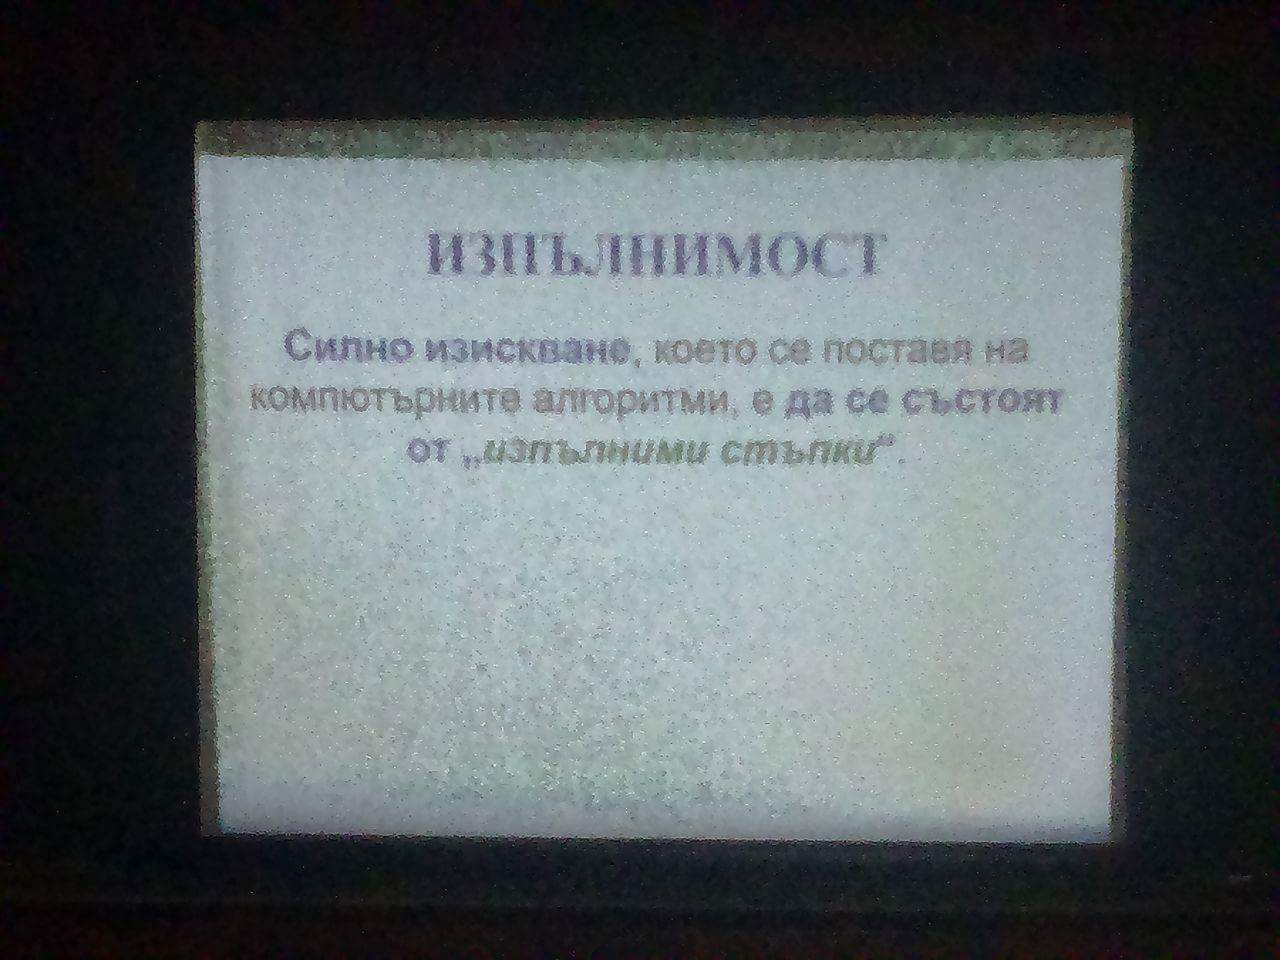 ИЗПЪЛНИМОСТ
Силно изискване, което се поставя на
компютърните алгоритми, е да се състоят
от „изпълними стъпки“.